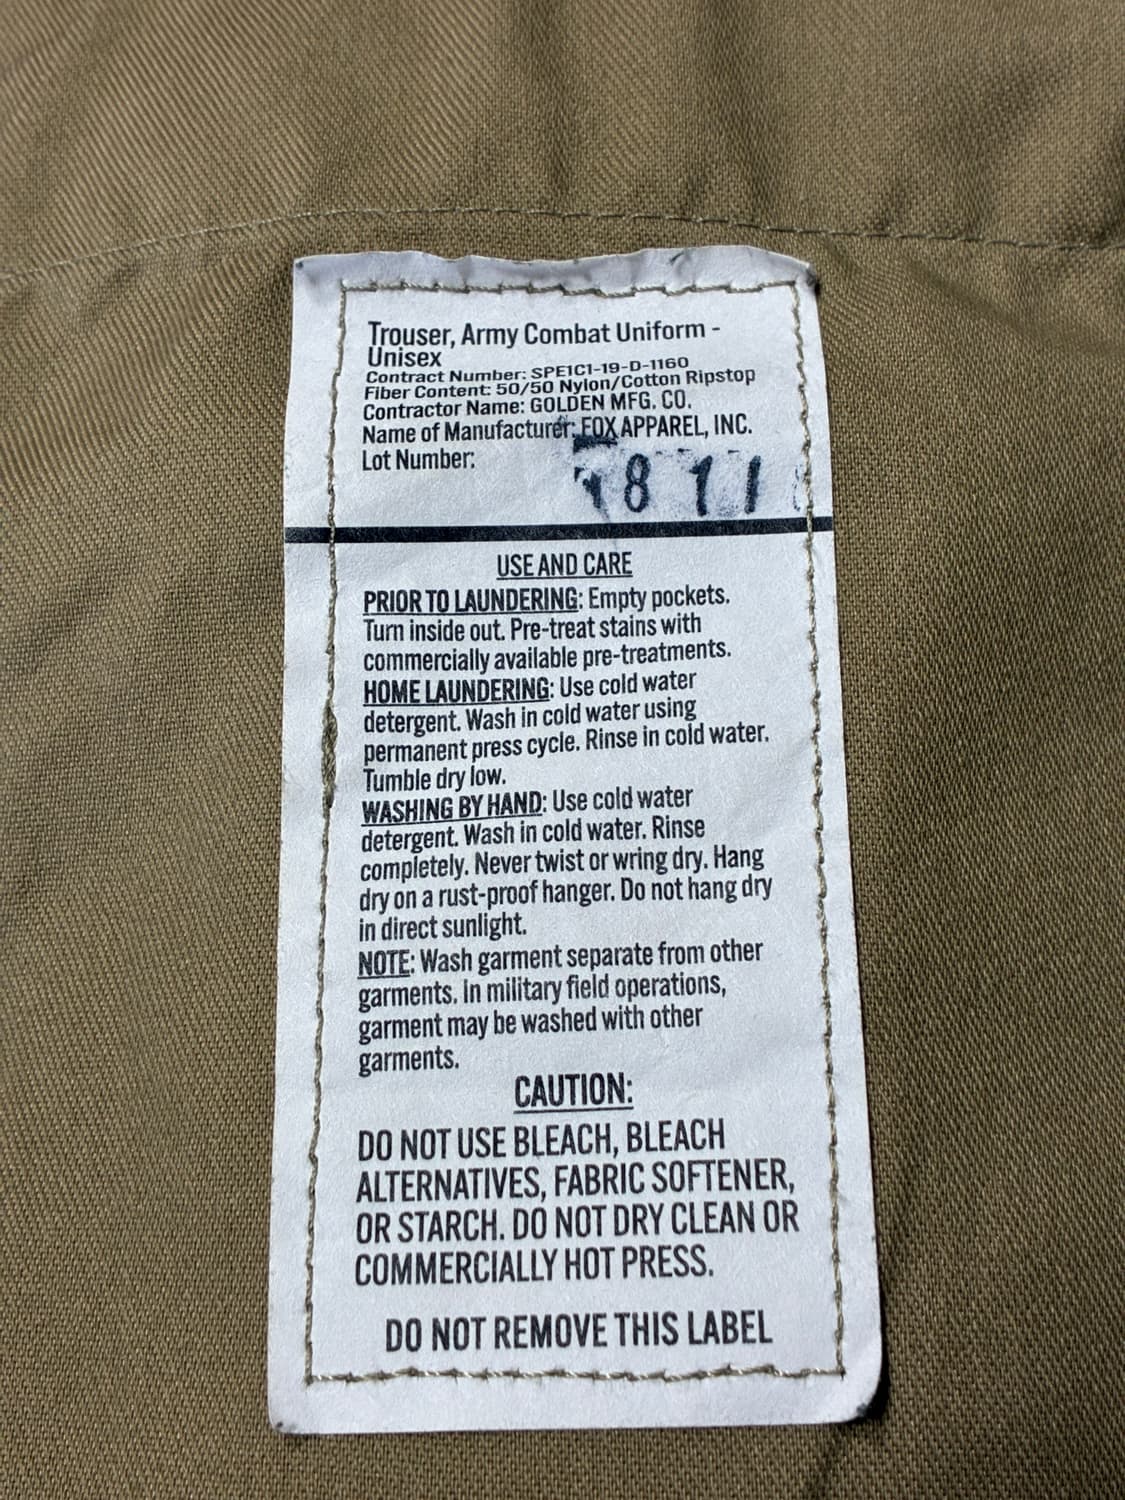 Trouser, Army Combat Uniform -
Unisex
Contract Number: SPE1C1-19-D-1160
Fiber Content: 50/50 Nylon/Cotton Ripstop
Contractor Name: GOLDEN MFG. CO.
Name of Manufacturer: FOX APPAREL, INC.
Lot Number:
USE AND CARE
PRIOR TO LAUNDERING: Empty pockets.
Turn inside out. Pre-treat stains with
commercially available pre-treatments.
HOME LAUNDERING: Use cold water
detergent. Wash in cold water using
permanent press cycle. Rinse in cold water.
Tumble dry low.
WASHING BY HAND: Use cold water
detergent. Wash in cold water. Rinse
completely. Never twist or wring dry. Hang
dry on a rust-proof hanger. Do not hang dry
in direct sunlight.
NOTE: Wash garment separate from other
garments. In military field operations,
garment may be washed with other
garments.
CAUTION:
DO NOT USE BLEACH, BLEACH
ALTERNATIVES, FABRIC SOFTENER,
OR STARCH. DO NOT DRY CLEAN OR
COMMERCIALLY HOT PRESS.
DO NOT REMOVE THIS LABEL